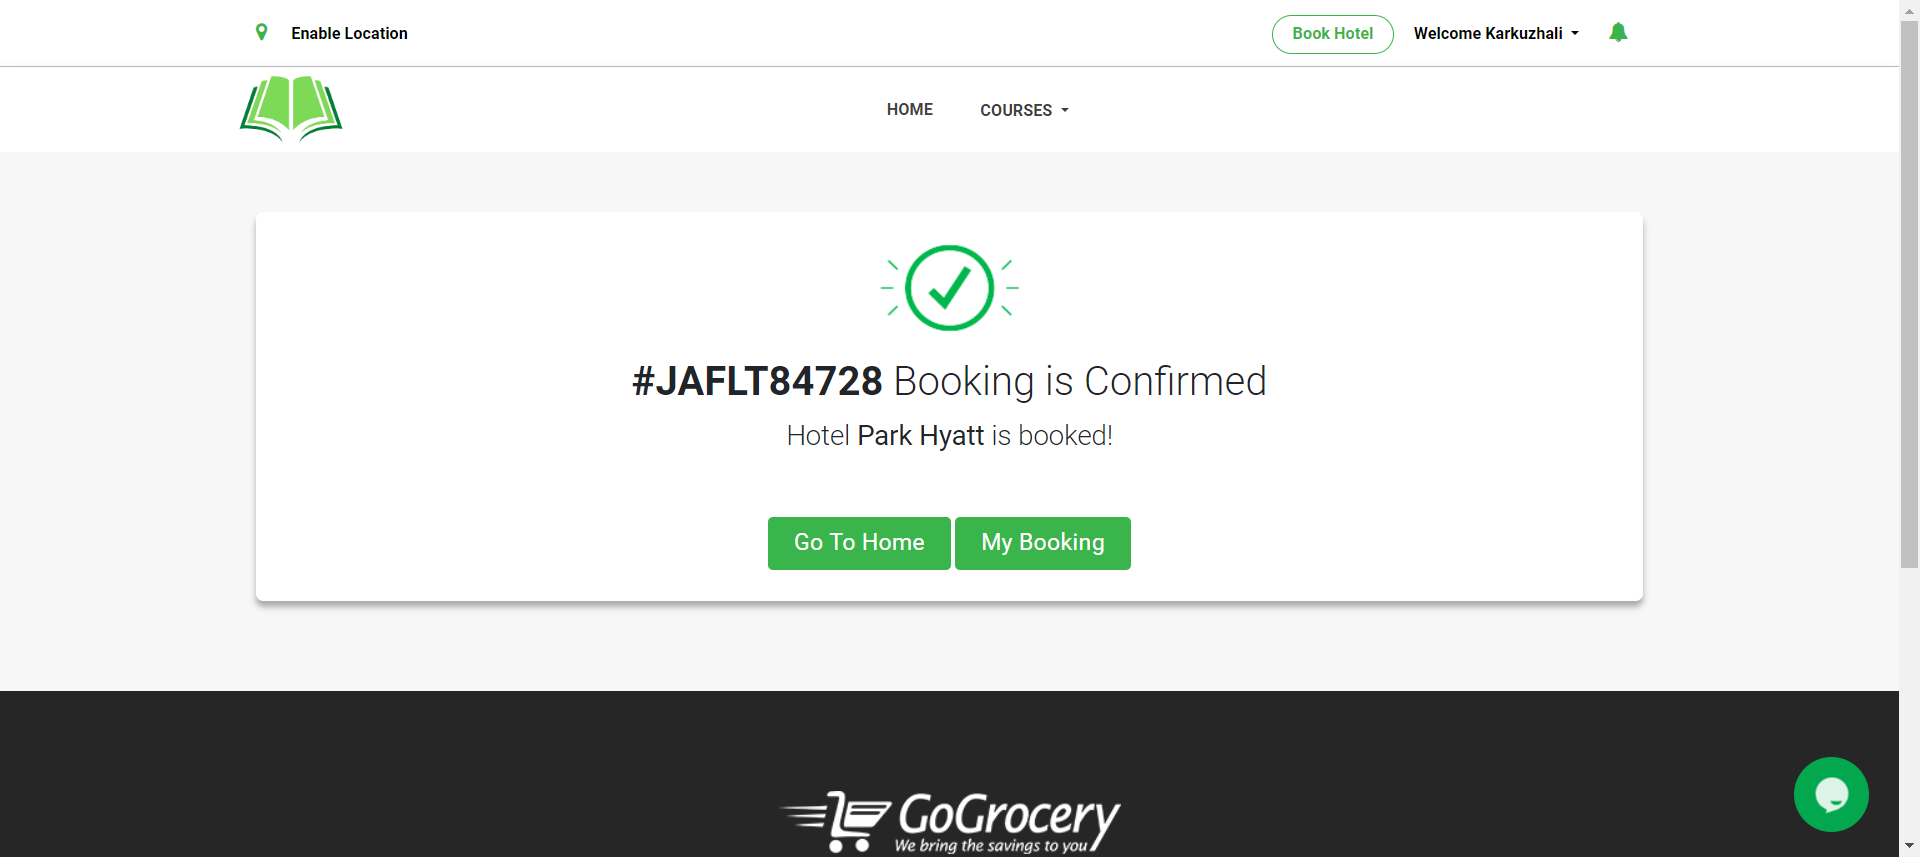 Enable Location
Book Hotel
Welcome Karkuzhali
HOME
COURSES
#JAFLT84728 Booking is Confirmed
Hotel Park Hyatt is booked!
Go To Home
My Booking
GoGrocery
We bring the savings to you